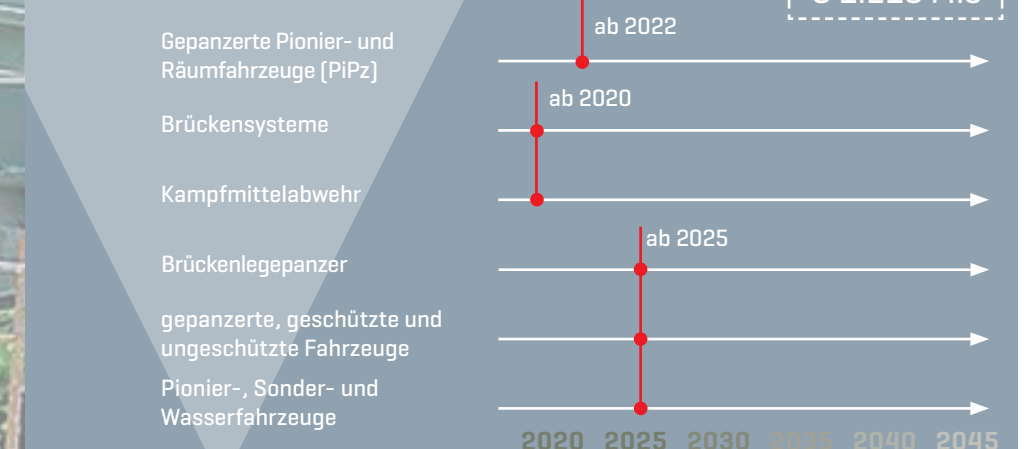 ab 2022
Gepanzerte Pionier- und
Räumfahrzeuge (PiPz)
ab 2020
Brückensysteme
Kampfmittelabwehr
ab 2025
Brückenlegepanzer
gepanzerte, geschützte und
ungeschützte Fahrzeuge
Pionier-, Sonder- und
Wasserfahrzeuge
2020 2025 2030 2035 2040 2045